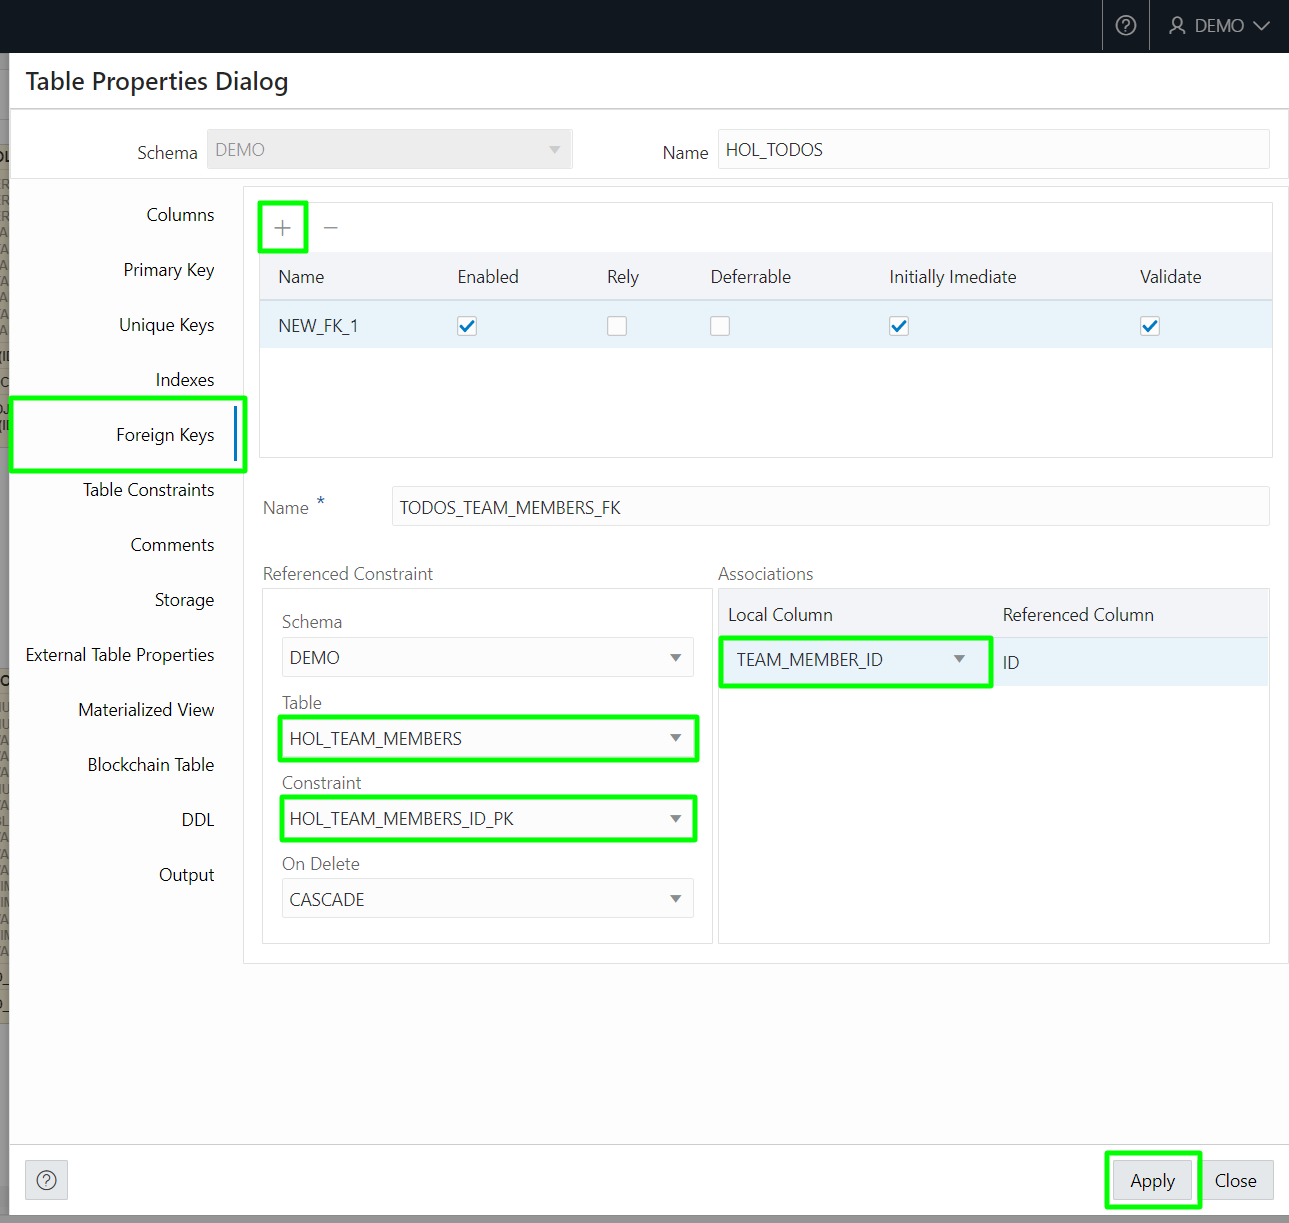 DEMO
Table Properties Dialog
Schema DEMO Name HOL_TODOS
Columns
Primary Key
Unique Keys
Indexes
Foreign Keys
Table Constraints
Comments
Storage
External Table Properties
Materialized View
Blockchain Table
DDL
Output
Name Enabled Rely Deferrable Initially Imediate Validate
NEW_FK_1
Name * TODOS_TEAM_MEMBERS_FK
Referenced Constraint
Schema
DEMO
Table
HOL_TEAM_MEMBERS
Constraint
HOL_TEAM_MEMBERS_ID_PK
On Delete
CASCADE
Associations
Local Column Referenced Column
TEAM_MEMBER_ID ID
Apply Close